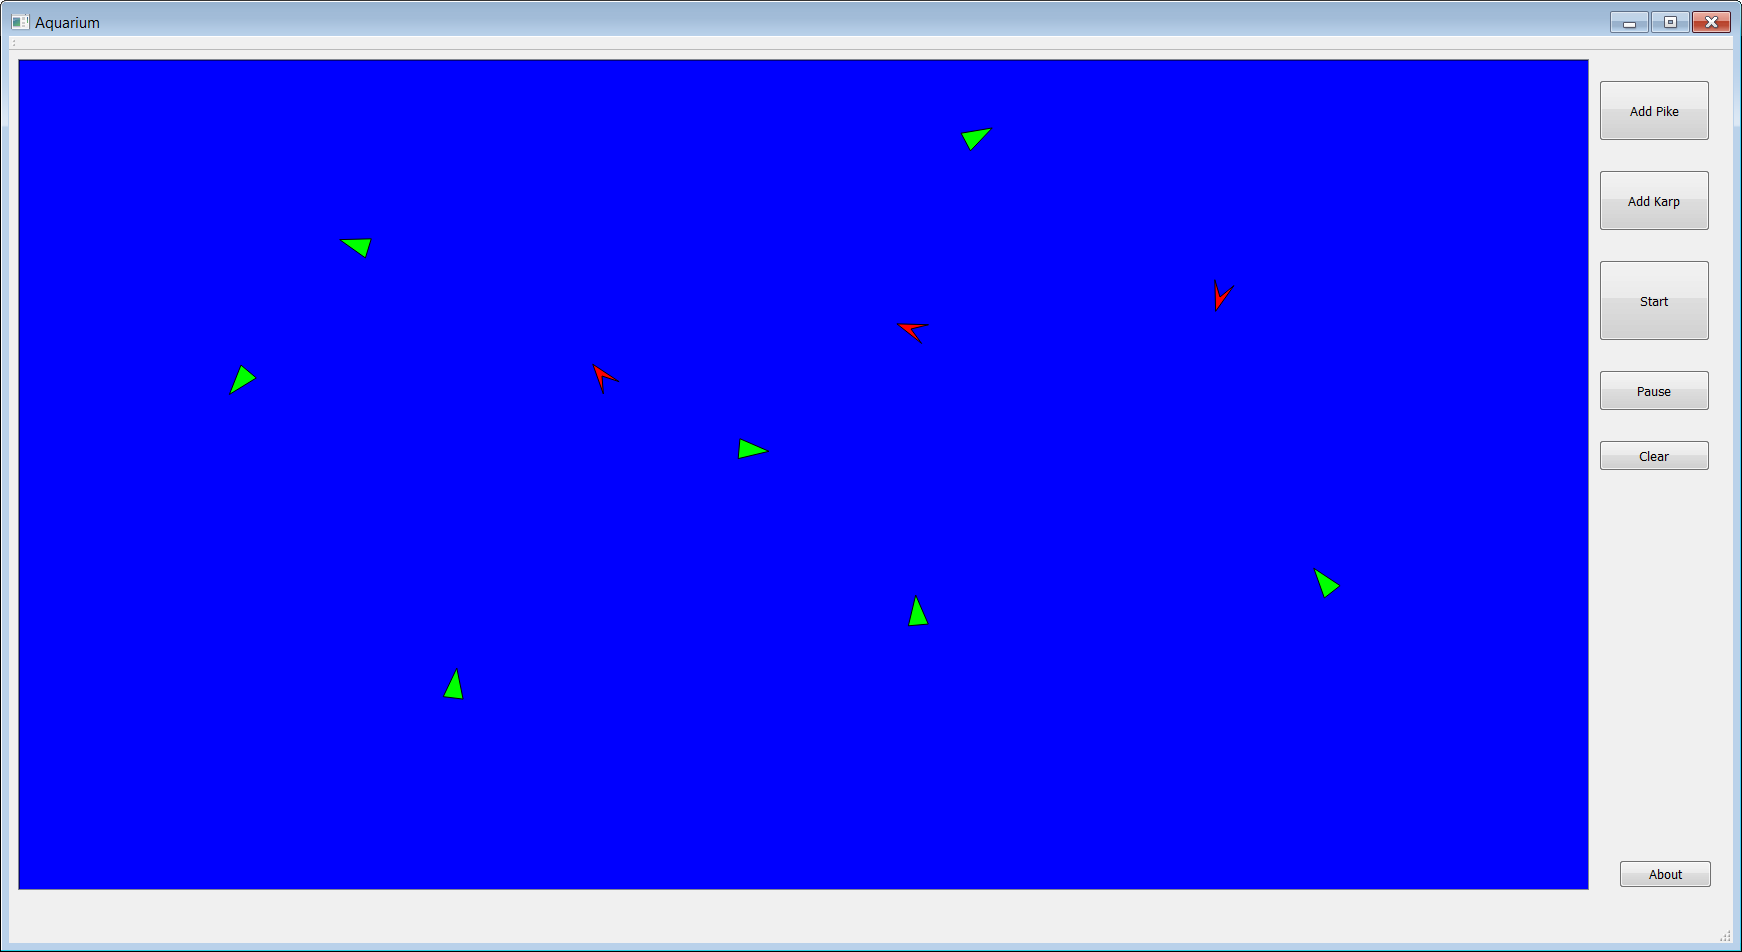 Aquarium
Add Pike
Add Karp
Start
Pause
Clear
About